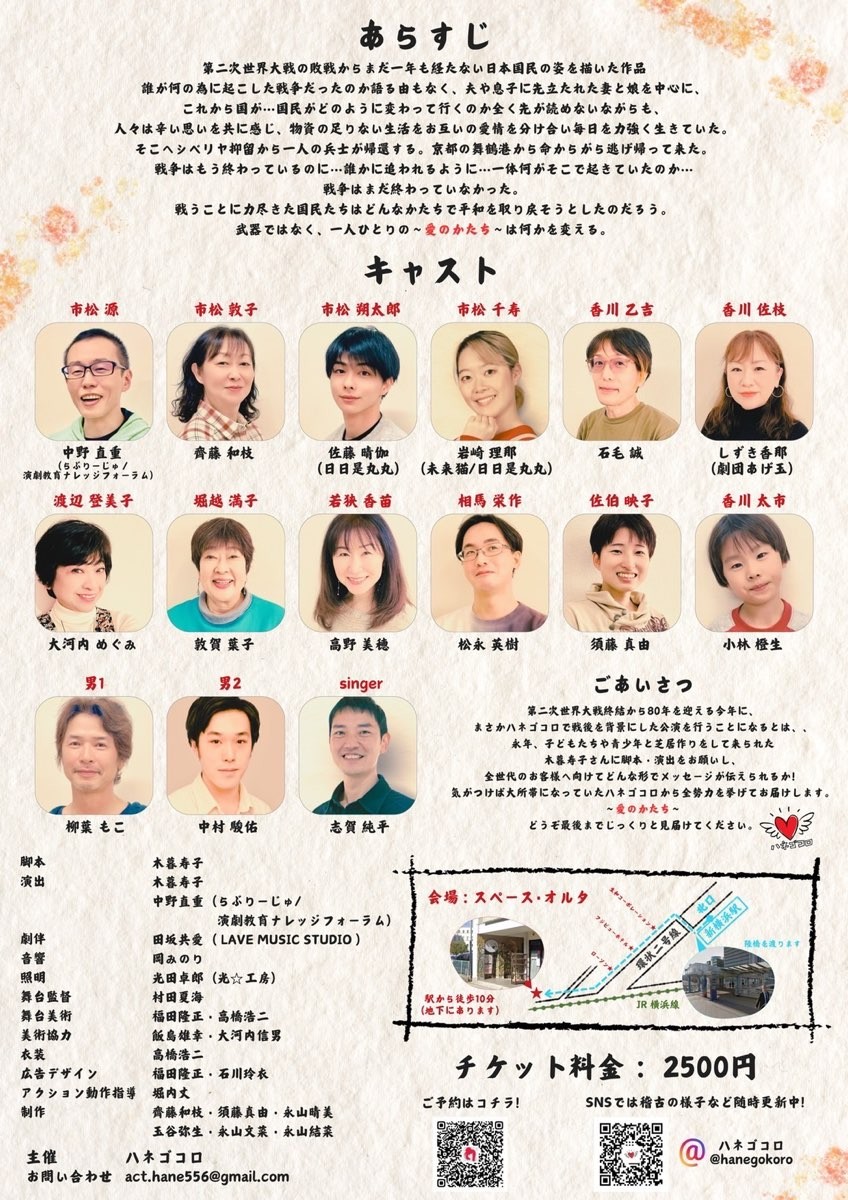 あらすじ
第二次世界大戦の敗戦からまだ一年も経たない日本国民の姿を描いた作品
誰が何の為に起こした戦争だったのか語る由もなく、夫や息子に先立たれた妻と娘を中心に、
これから国が…国民がどのように変わって行くのか全く先が読めないながらも、
人々は辛い思いを共に感じ、物資の足りない生活をお互いの愛情を分け合い毎日を力強く生きていた。
そこへシベリヤ抑留から一人の兵士が帰還する。京都の舞鶴港から命からがら逃げ帰って来た。
戦争はもう終わっているのに…誰かに追われるように…一体何がそこで起きていたのか…
戦争はまだ終わっていなかった。
戦うことに力尽きた国民たちはどんなかたちで平和を取り戻そうとしたのだろう。
武器ではなく、一人ひとりの～愛のかたち～は何かを変える。
キャスト
市松 源 市松 敦子 市松 朔太郎 市松 千寿 香川 乙吉 香川 佐枝
中野 直重 齊藤 和枝 佐藤 晴伽 岩崎 理那 石毛 誠 しずき香那
(らぶりーじゅ/ (日日是丸丸) (未来猫/日日是丸丸) (劇団あげ玉)
演劇教育ナレッジフォーラム)
渡辺 登美子 堀越 満子 若狭 香苗 相馬 栄作 佐伯 映子 香川 太市
大河内 めぐみ 敦賀 葉子 高野 美穂 松永 英樹 須藤 真由 小林 橙生
男1 男2 singer
柳葉 もこ 中村 駿佑 志賀 純平
ごあいさつ
第二次世界大戦終結から80年を迎える今年に、
まさかハネゴコロで戦後を背景にした公演を行うことになるとは、、
永年、子どもたちや青少年と芝居作りをして来られた
木暮寿子さんに脚本・演出をお願いし、
全世代のお客様へ向けてどんな形でメッセージが伝えられるか!
気がつけば大所帯になっていたハネゴコロから全勢力を挙げてお届けします。
～愛のかたち～
どうぞ最後までじっくりと見届けてください。
ハネゴコロ
脚本 木暮寿子
演出 木暮寿子
中野直重(らぶりーじゅ/
演劇教育ナレッジフォーラム)
劇伴 田坂共愛(LAVE MUSIC STUDIO)
音響 岡みのり
照明 光田卓郎(光☆工房)
舞台監督 村田夏海
舞台美術 福田隆正・高橋浩二
美術協力 飯島雄幸・大河内信男
衣装 高橋浩二
広告デザイン 福田隆正・石川玲衣
アクション動作指導 堀内丈
制作 齊藤和枝・須藤真由・永山晴美
玉谷弥生・永山文菜・永山結菜
主催 ハネゴコロ
お問い合わせ act.hane556@gmail.com
会場：スペース・オルタ
駅から徒歩10分
(地下にあります)
ローソン
環状二号線
北口
新横浜駅
陸橋を渡ります
JR 横浜線
チケット料金： 2500円
ご予約はコチラ!
SNSでは稽古の様子など随時更新中!
ハネゴコロ
@hanegokoro